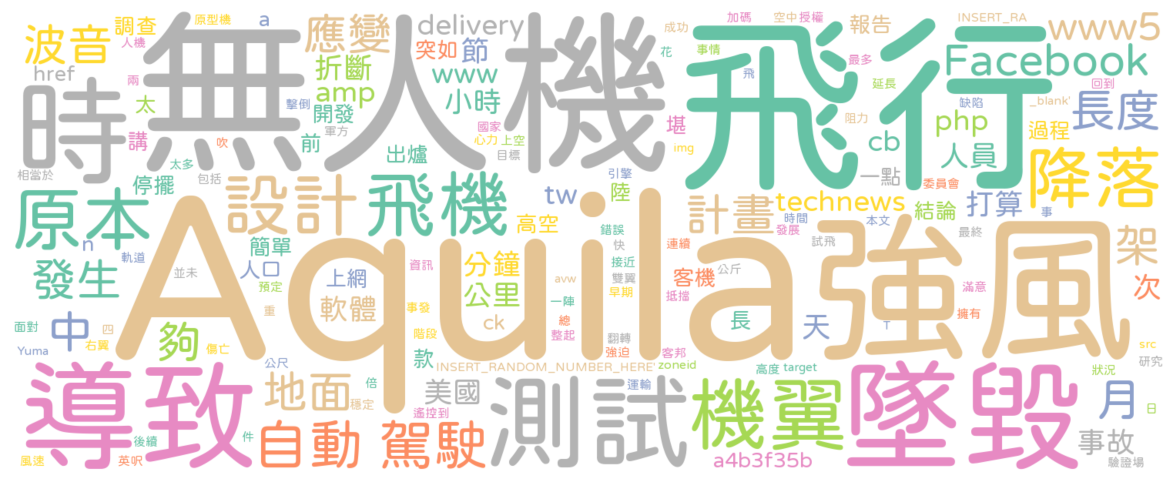 Aquila
無人機
飛行
強風
墜毀
導致
測試
時
機翼
飛機
設計
原本
降落
自動
駕駛
發生
地面
計畫
長度
波音
應變
Facebook
www5
delivery
technews
突如
節
www
小時
折斷
amp
開發
前
調查
原型機
人機
a
href
兩
太
講
擊倒
軍方
吹
太多
包括
相當於
停擺
出爐
國家
心力
上空
目標
成功
花
加碼
空中
授權
事情
飛
最多
報告
INSERT_RA
延長
阻力
缺陷
_blank'
回到
堪
img
cb
php
人員
過程
一點
委員會
結論
打算
事
時間
本文
發展
試飛
最終
架
次
滿意
擁有
src
研究
T
天
狀況
月
日
事故
驗證場
引擎
陸
tw
高空
錯誤
快
連續
接近
雙翼
客機
公斤
早期
抵擋
一陣
avw
總
整起
翻轉
強迫
客邦
長
zoneid
高度
target
運輸
INSERT_RANDOM_NUMBER_HERE'
a4b3f35b
n
軌道
並未
簡單
人口
預定
上網
軟體
資訊
分鐘
公里
事發
ck
階段
款
重
夠
中
面對
四
Yuma
右翼
傷亡
公尺
倍
穩定
美國
遙控到
後續
件
風速
英呎